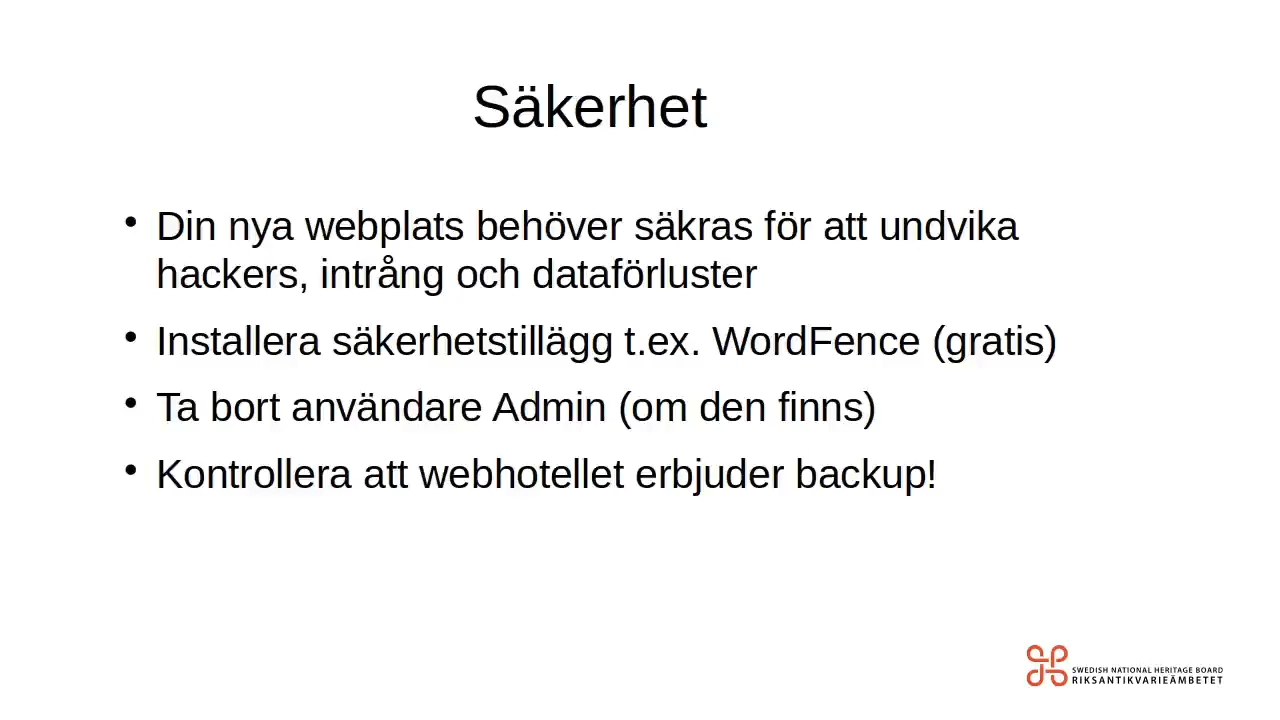 Säkerhet
• Din nya webplats behöver säkras för att undvika
hackers, intrång och dataförluster
• Installera säkerhetstillägg t.ex. WordFence (gratis)
• Ta bort användare Admin (om den finns)
• Kontrollera att webhotellet erbjuder backup!
SWEDISH NATIONAL HERITAGE BOARD
RIKSANTIKVARIEÄMBETET